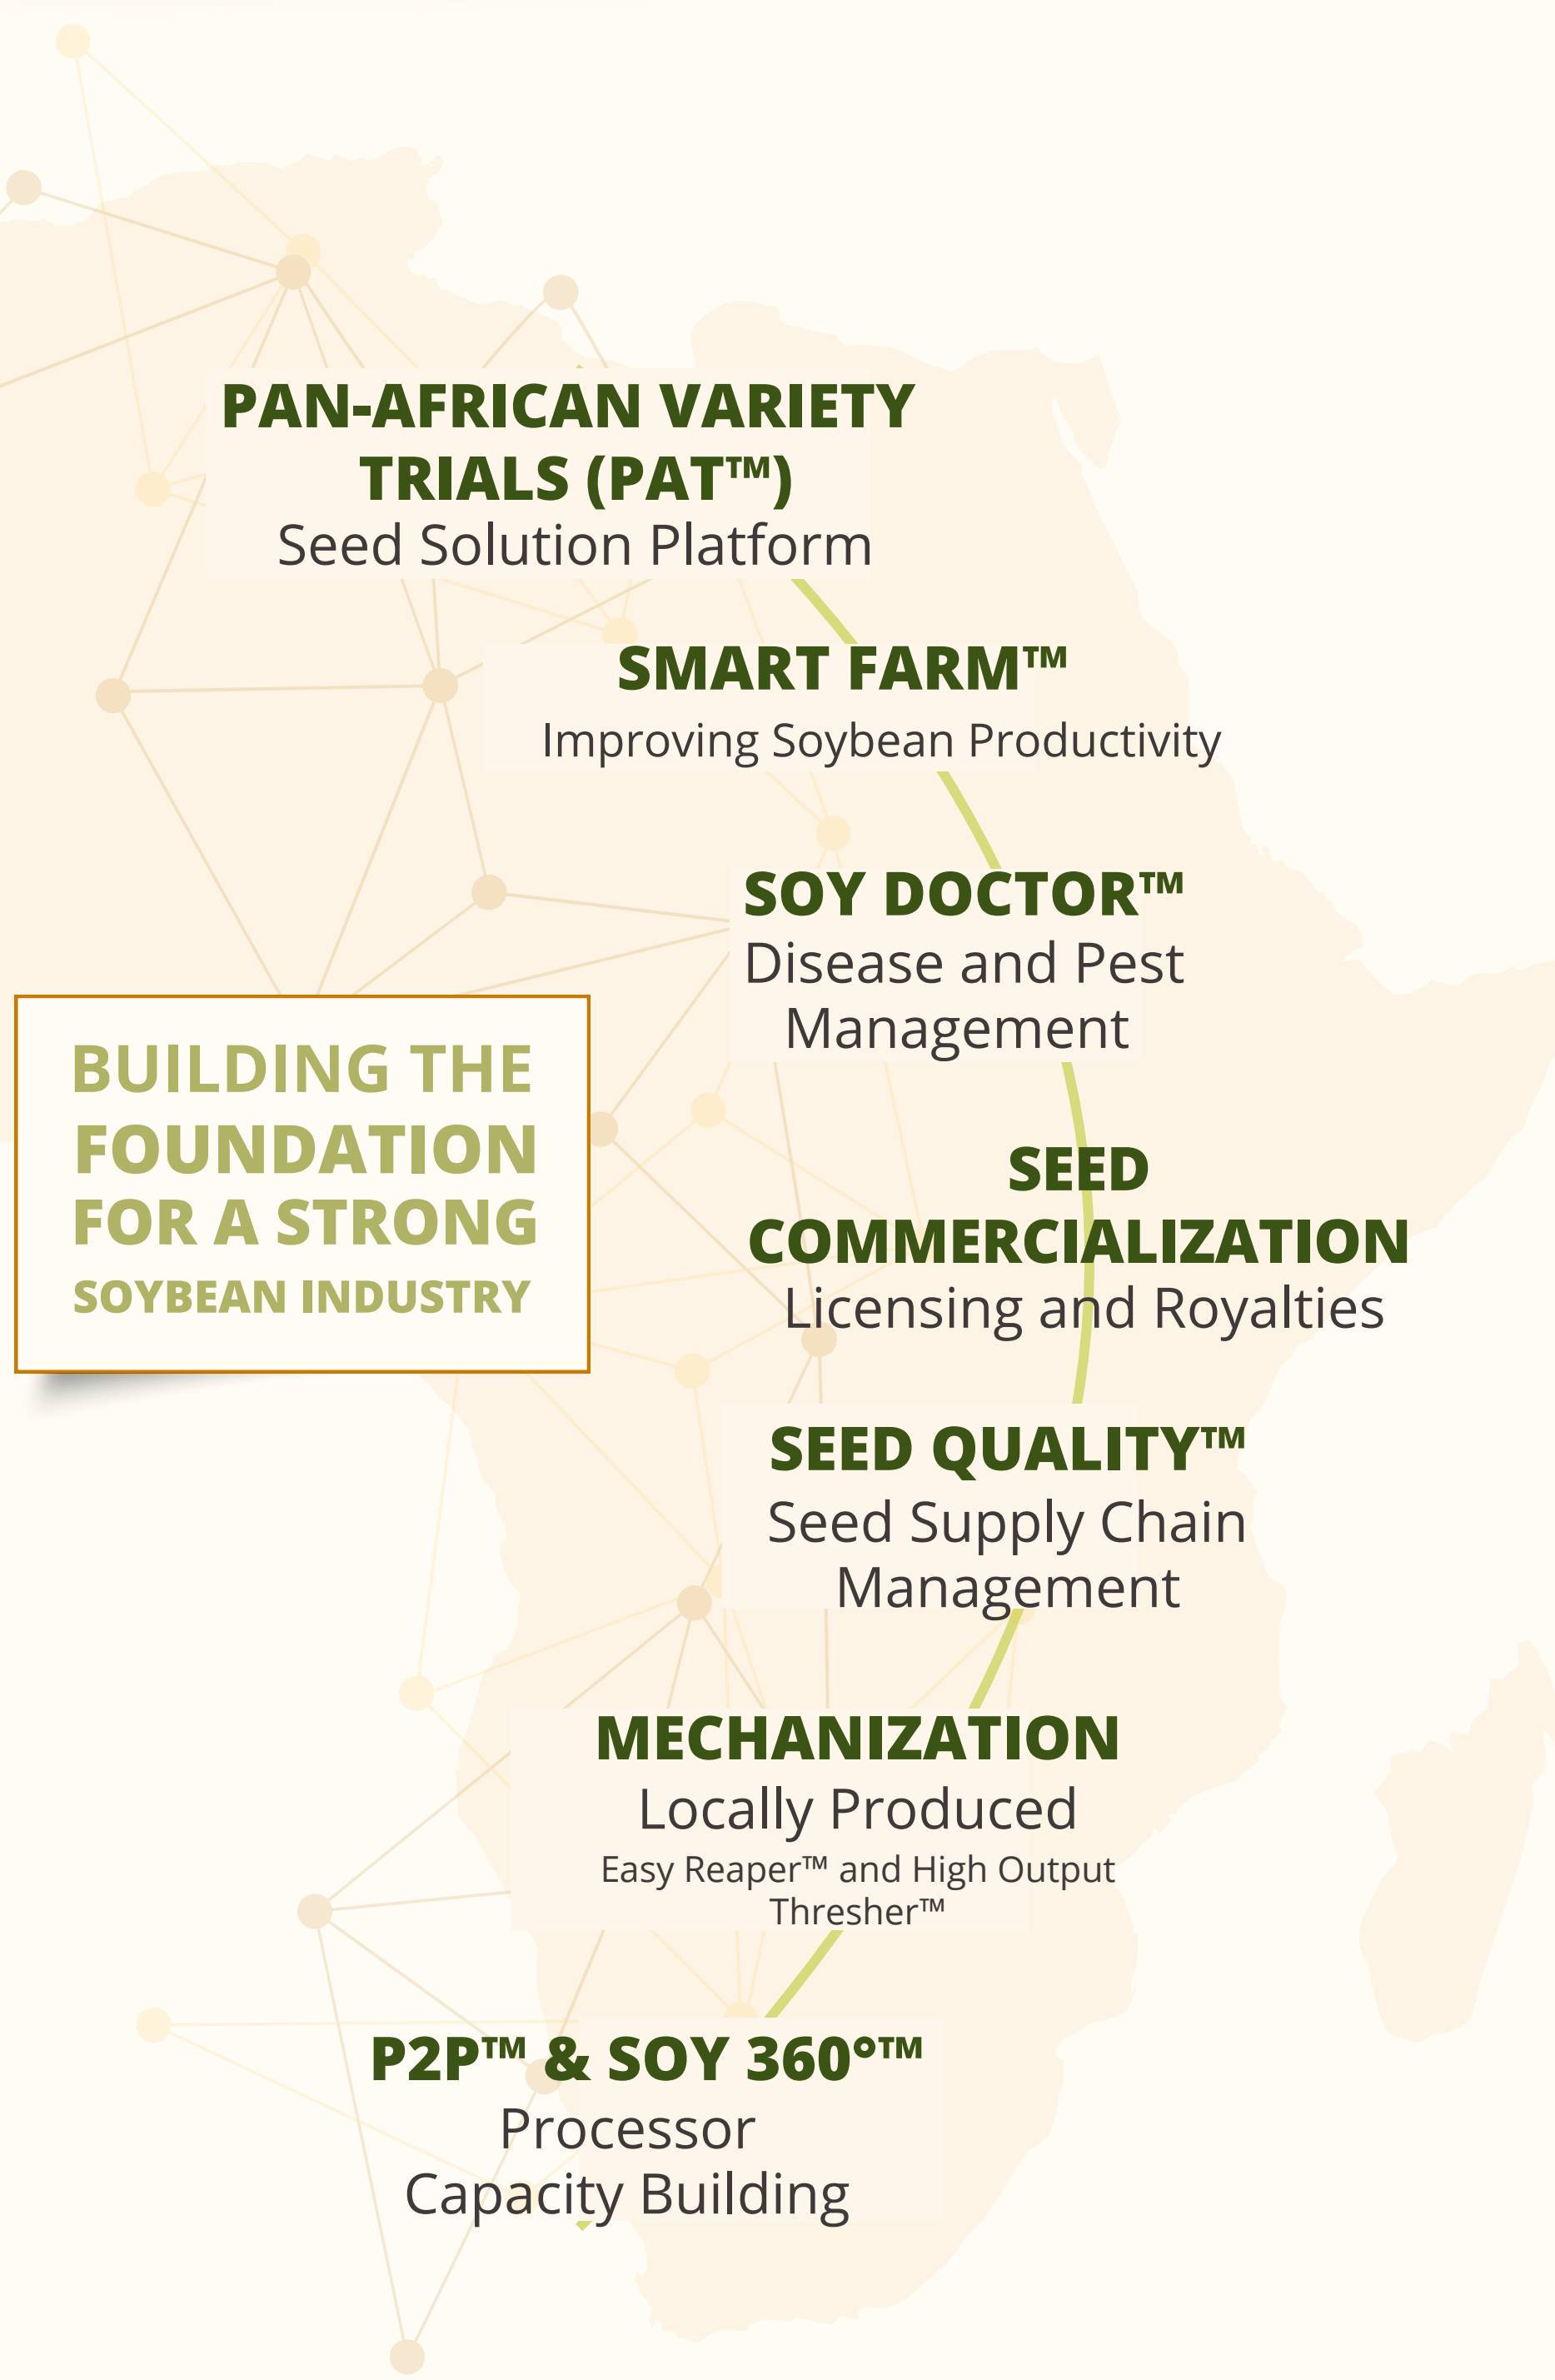 PAN-AFRICAN VARIETY
TRIALS (PAT™)
Seed Solution Platform
SMART FARM™
Improving Soybean Productivity
SOY DOCTOR™
Disease and Pest
Management
BUILDING THE
FOUNDATION
FOR A STRONG
SOYBEAN INDUSTRY
SEED
COMMERCIALIZATION
Licensing and Royalties
SEED QUALITY™
Seed Supply Chain
Management
MECHANIZATION
Locally Produced
Easy Reaper™ and High Output
Thresher™
P2P™ & SOY 360°™
Processor
Capacity Building